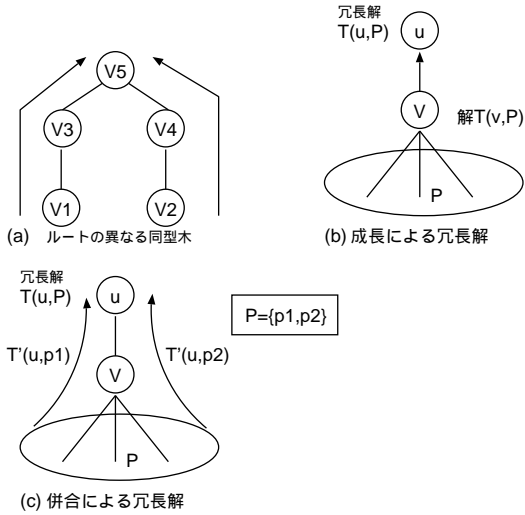 V5
V3
V4
V1
V2
(a) ルートの異なる同型木
冗長解
T(u,P)
u
V
解T(v,P)
P
(b) 成長による冗長解
冗長解
T(u,P)
u
P={p1,p2}
T'(u,p1)
T'(u,p2)
V
P
(c) 併合による冗長解